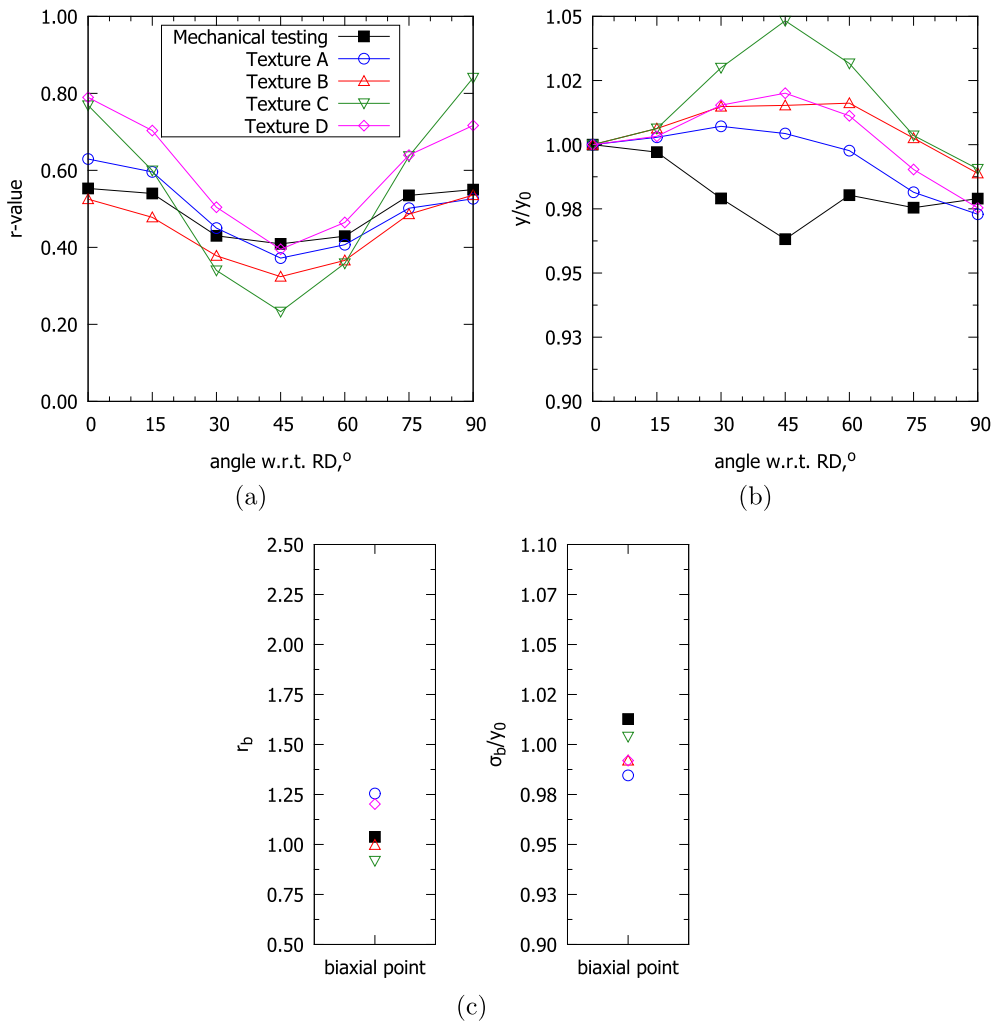 1.00
0.80
0.60
0.40
0.20
0.00
r-value
Mechanical testing
Texture A
Texture B
Texture C
Texture D
0 15 30 45 60 75 90
angle w.r.t. RD,°
(a)
1.05
1.02
1.00
0.98
0.95
0.93
0.90
y/y0
0 15 30 45 60 75 90
angle w.r.t. RD,°
(b)
2.50
2.25
2.00
1.75
1.50
1.25
1.00
0.75
0.50
rb
biaxial point
1.10
1.07
1.05
1.02
1.00
0.98
0.95
0.93
0.90
σb/y0
biaxial point
(c)